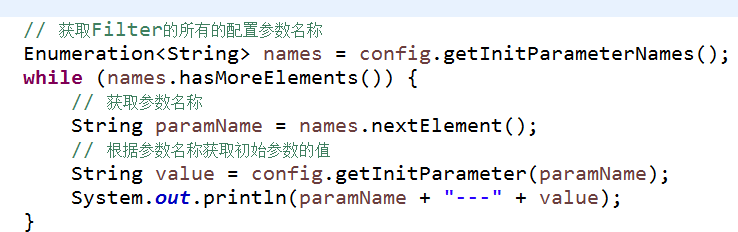 // 获取Filter的所有的配置参数名称
Enumeration<String> names = config.getInitParameterNames();
while (names.hasMoreElements()) {
    // 获取参数名称
    String paramName = names.nextElement();
    // 根据参数名称获取初始参数的值
    String value = config.getInitParameter(paramName);
    System.out.println(paramName + "---" + value);
}